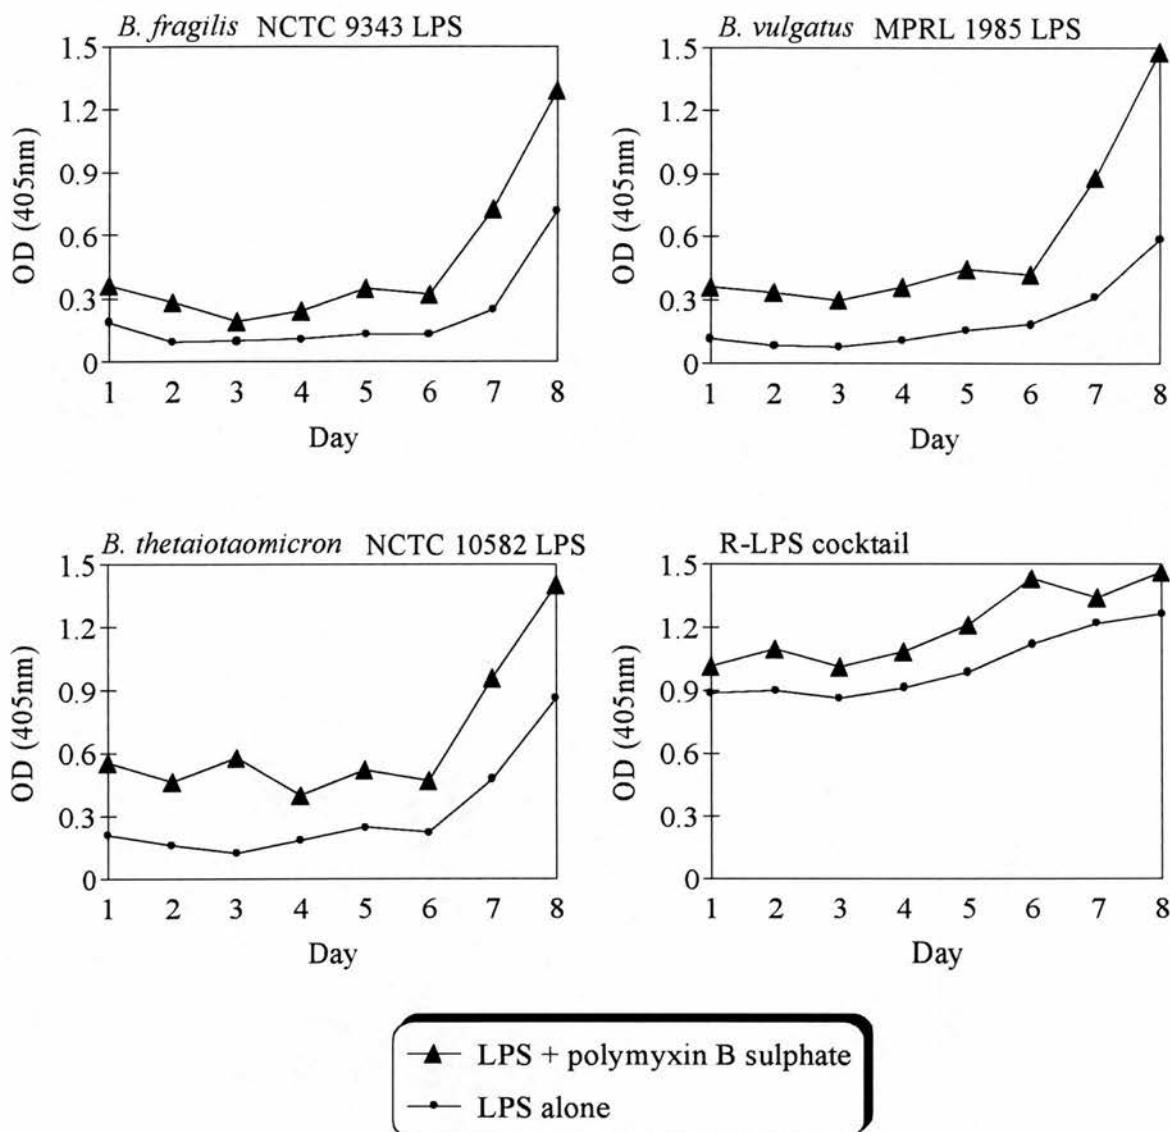 B. fragilis NCTC 9343 LPS
1.5
1.2
0.9
0.6
0.3
0
OD (405nm)
1 2 3 4 5 6 7 8
Day
B. vulgatus MPRL 1985 LPS
1.5
1.2
0.9
0.6
0.3
0
OD (405nm)
1 2 3 4 5 6 7 8
Day
B. thetaiotaomicron NCTC 10582 LPS
1.5
1.2
0.9
0.6
0.3
0
OD (405nm)
1 2 3 4 5 6 7 8
Day
R-LPS cocktail
1.5
1.2
0.9
0.6
0.3
0
OD (405nm)
1 2 3 4 5 6 7 8
Day
LPS + polymyxin B sulphate
LPS alone